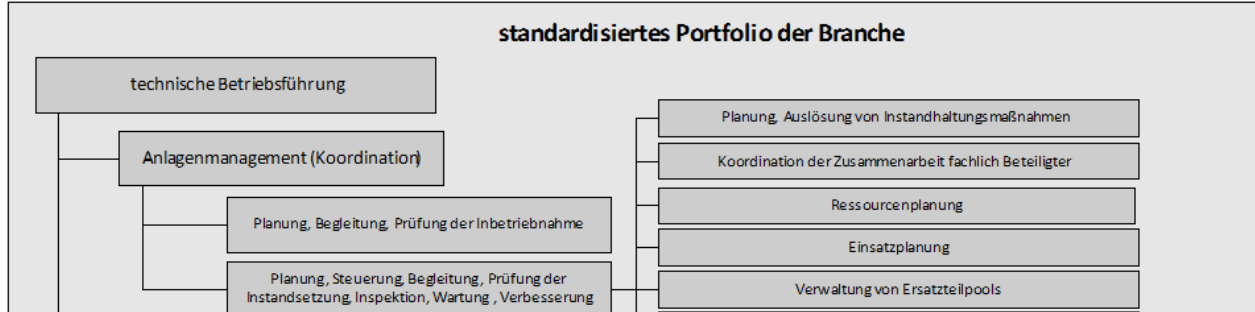 standardisiertes Portfolio der Branche
technische Betriebsführung
Anlagenmanagement (Koordination)
Planung, Begleitung, Prüfung der Inbetriebnahme
Planung, Steuerung, Begleitung, Prüfung der
Instandsetzung, Inspektion, Wartung , Verbesserung
Planung, Auslösung von Instandhaltungsmaßnahmen
Koordination der Zusammenarbeit fachlich Beteiligter
Ressourcenplanung
Einsatzplanung
Verwaltung von Ersatzteilpools